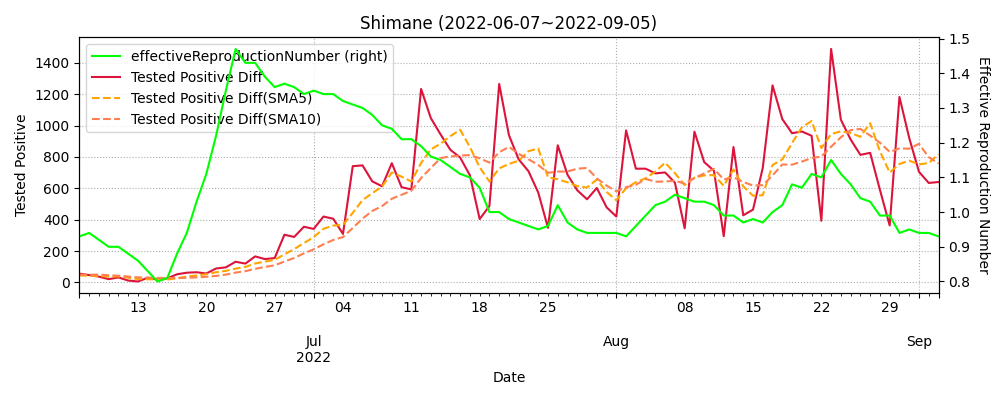 Shimane (2022-06-07~2022-09-05)
effectiveReproductionNumber (right)
Tested Positive Diff
Tested Positive Diff(SMA5)
Tested Positive Diff(SMA10)
Tested Positive
1400
1200
1000
800
600
400
200
0
Effective Reproduction Number
1.5
1.4
1.3
1.2
1.1
1.0
0.9
0.8
13 20 27 04 11 18 25 08 15 22 29
Jul Aug Sep
2022
Date